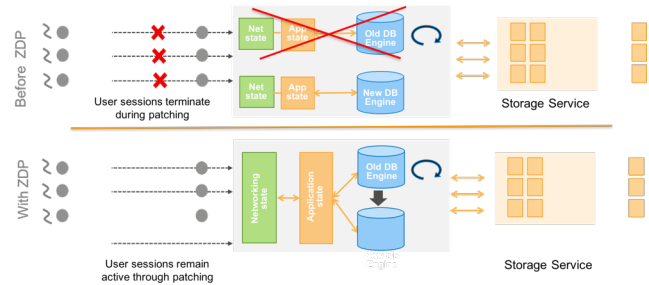 Before ZDP
Net
state
App
state
Old DB
Engine
Net
state
App
state
New DB
Engine
User sessions terminate
during patching
Storage Service
With ZDP
Networking
state
Application
state
Old DB
Engine
Engine
User sessions remain
active through patching
Storage Service